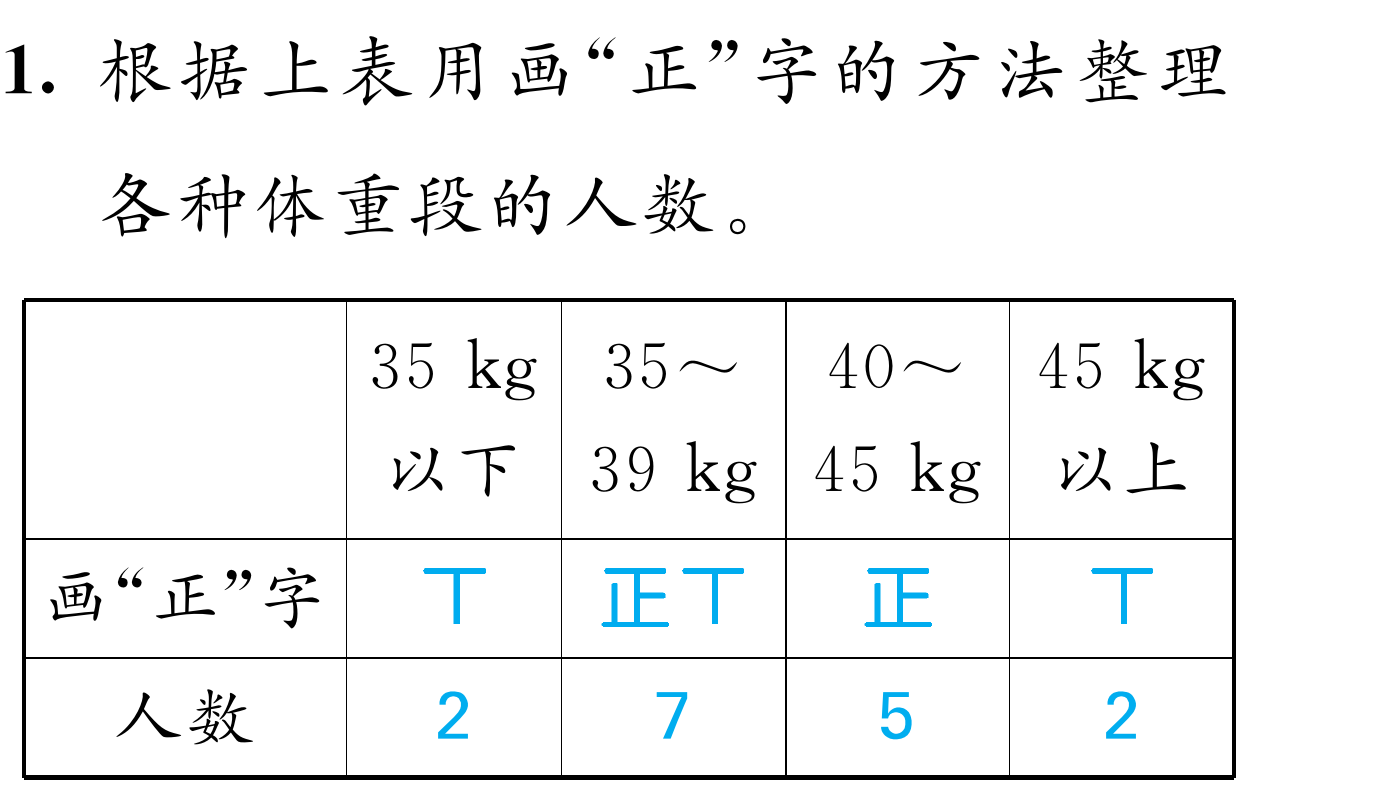 1. 根据上表用画“正”字的方法整理
各种体重段的人数。
35 kg 35～ 40～ 45 kg
以下 39 kg 45 kg 以上
画“正”字 丅 正丅 正 丅
人数 2 7 5 2